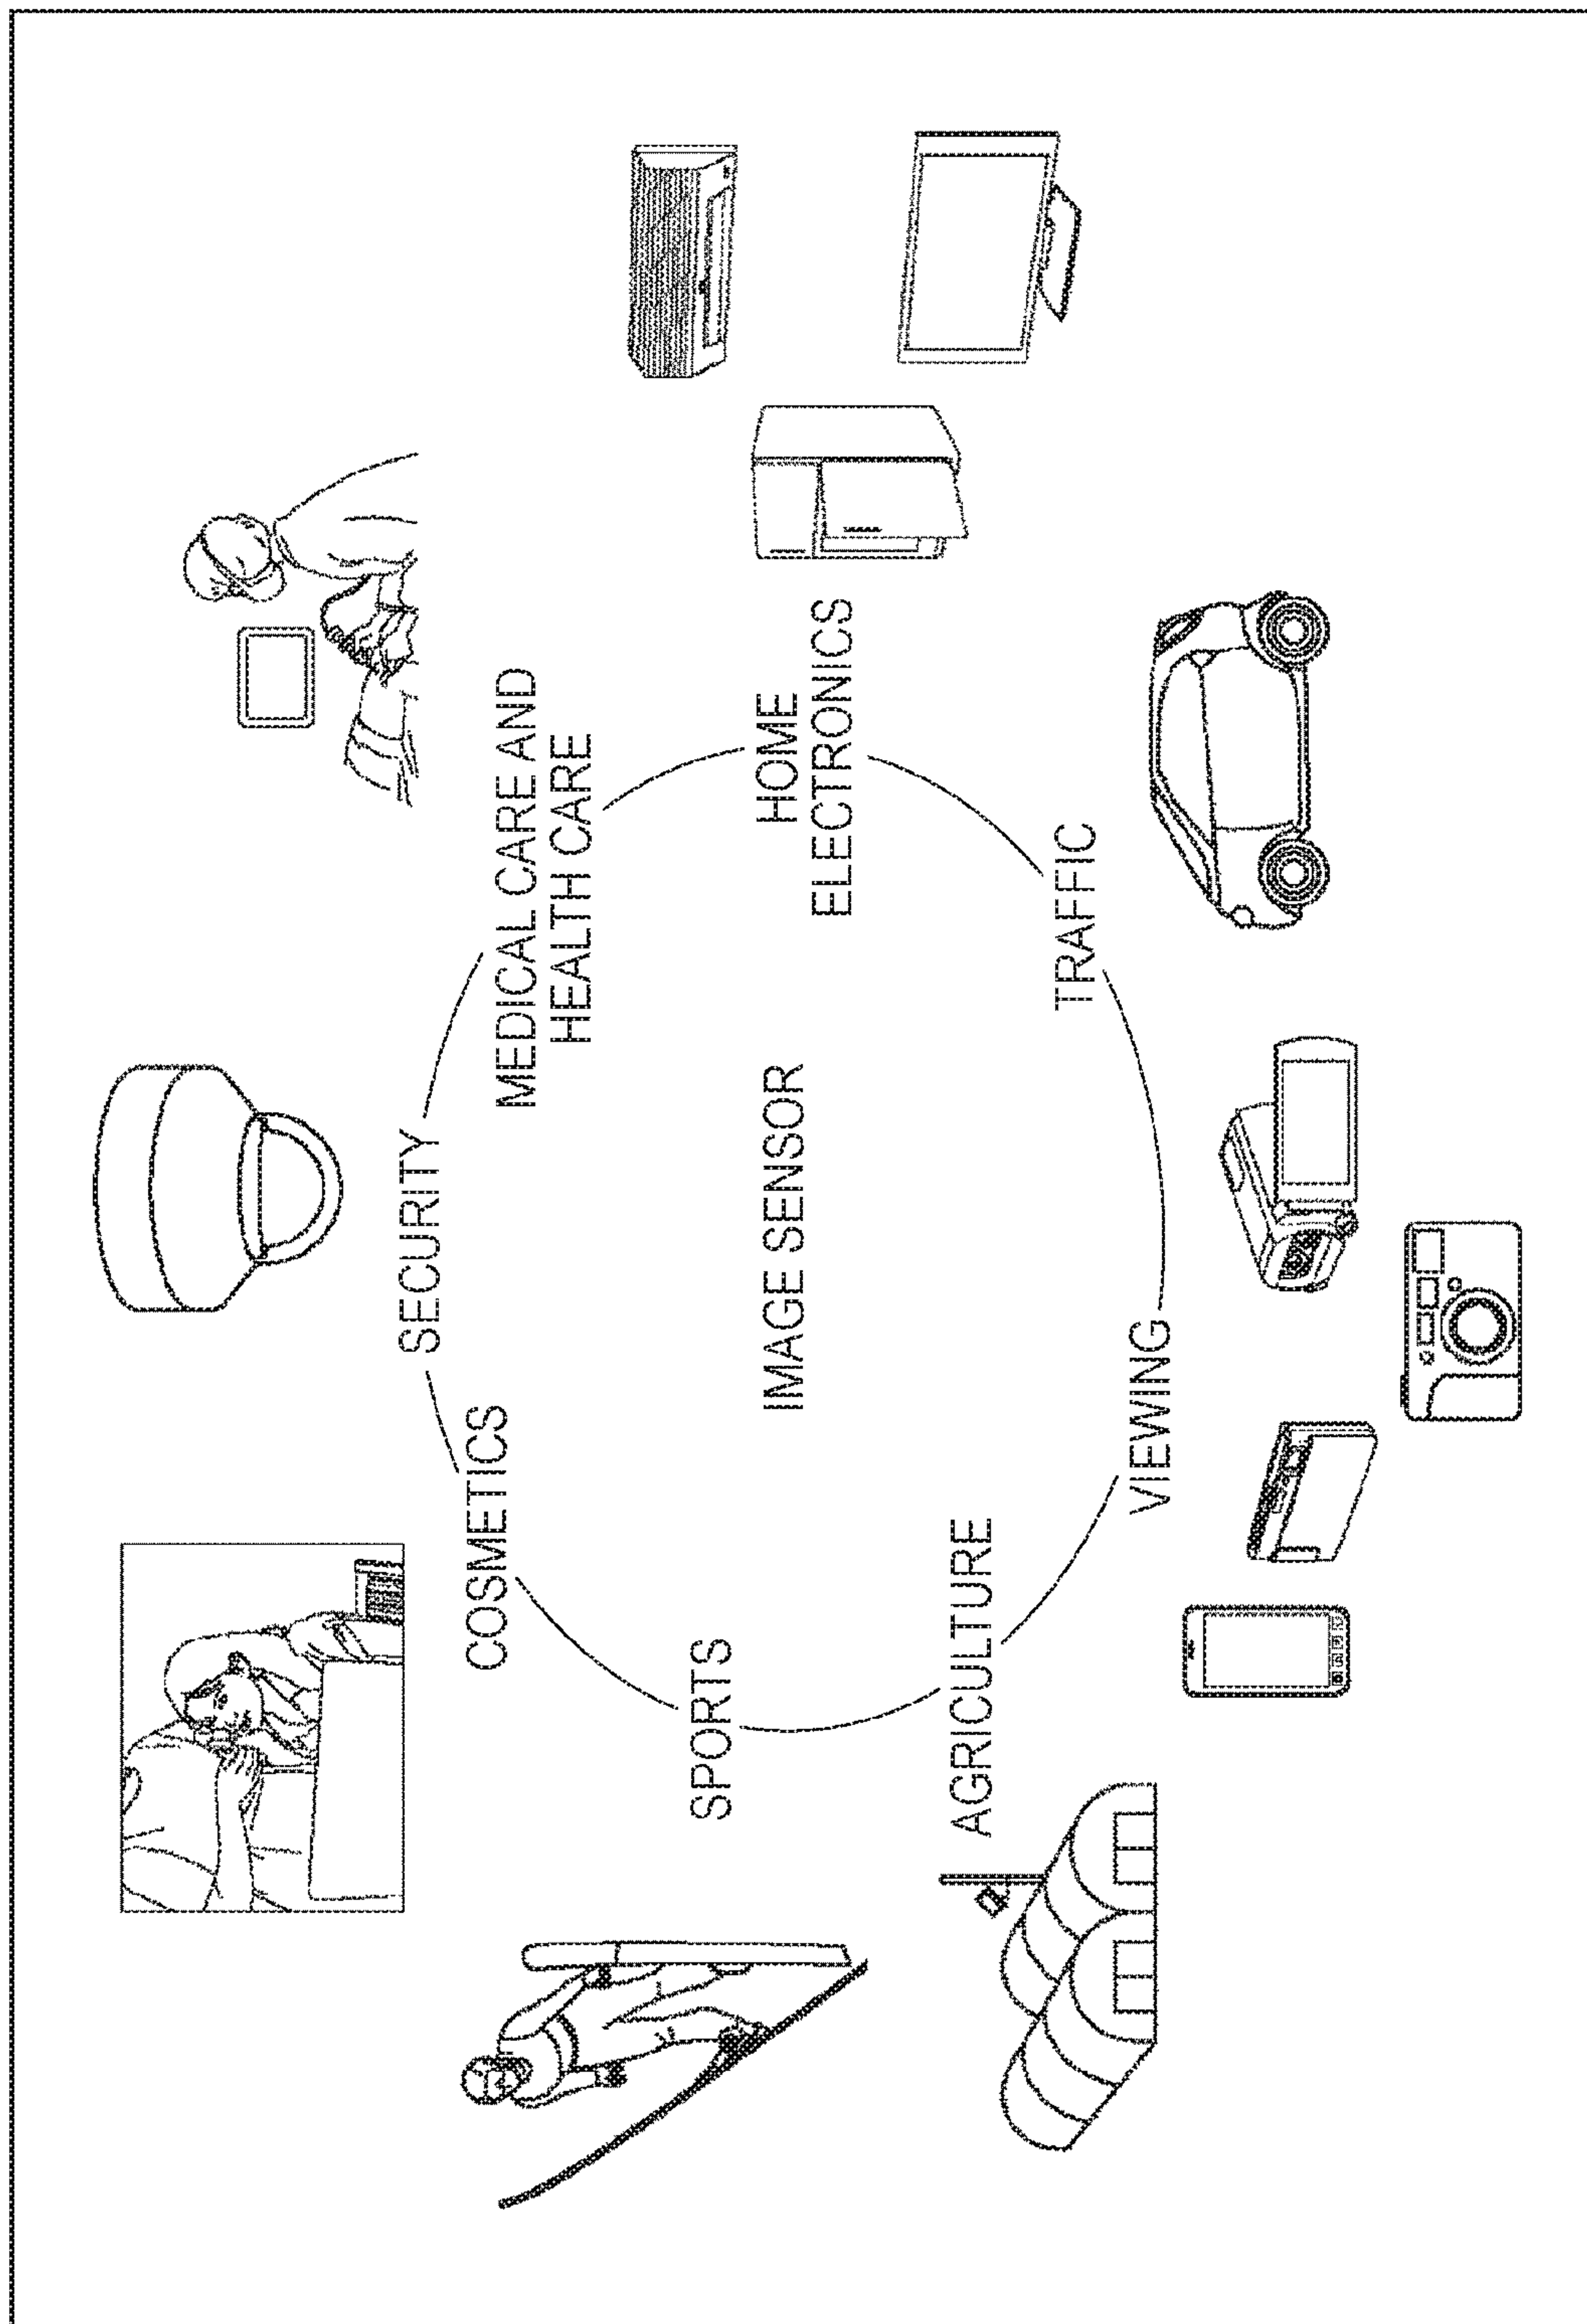 SECURITY
MEDICAL CARE AND
HEALTH CARE
COSMETICS
SPORTS
IMAGE SENSOR
HOME
ELECTRONICS
AGRICULTURE
TRAFFIC
VIEWING